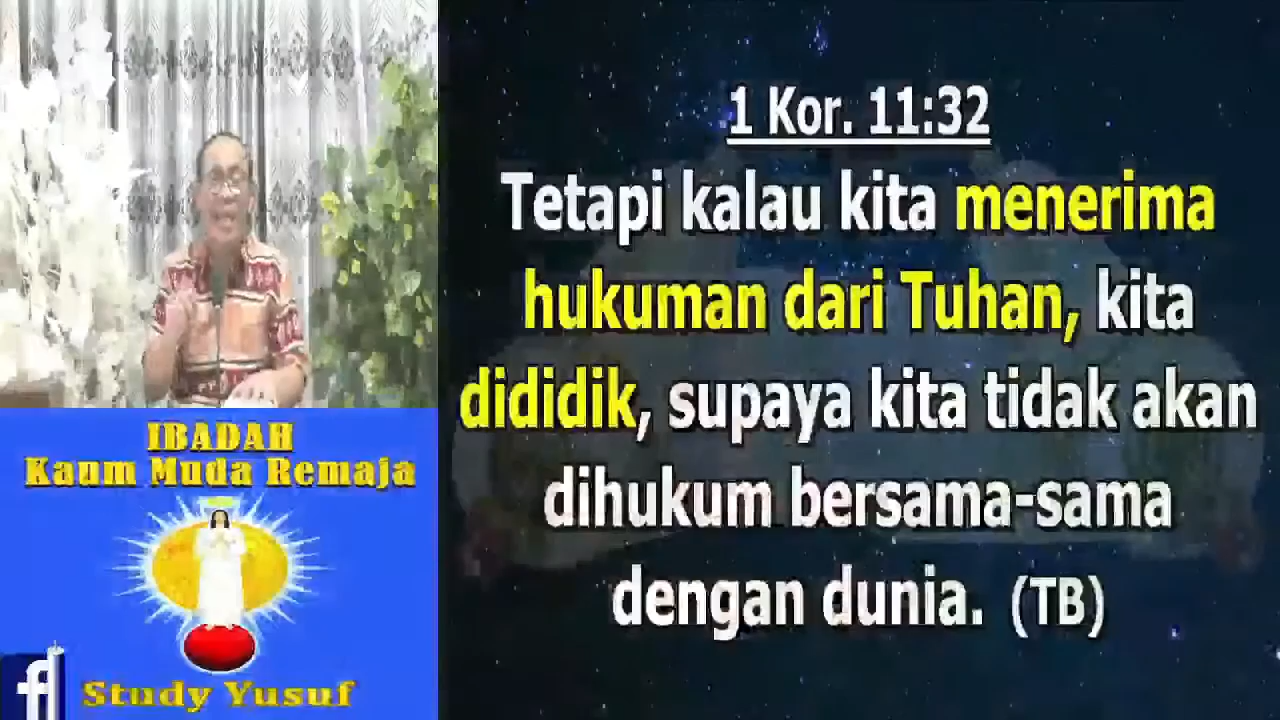 1 Kor. 11:32
Tetapi kalau kita menerima
hukuman dari Tuhan, kita
dididik, supaya kita tidak akan
dihukum bersama-sama
dengan dunia. (TB)
IBADAH
Kaum Muda Remaja
f
Study Yusuf